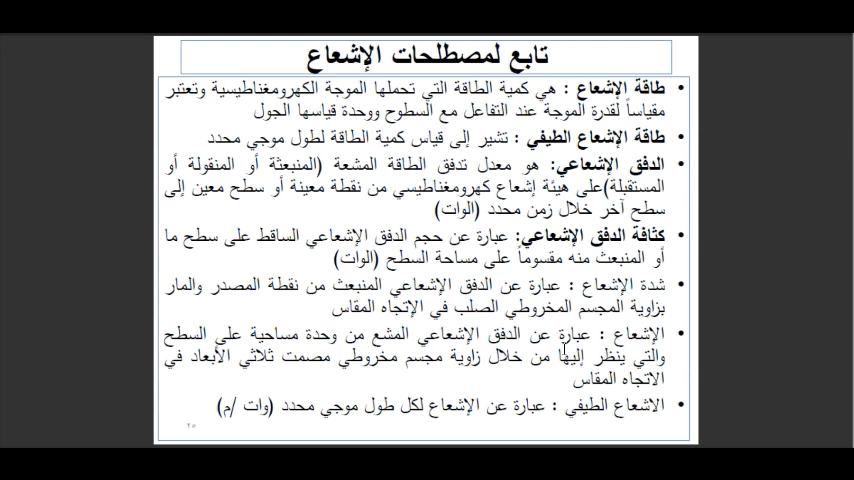 تابع لمصطلحات الإشعاع
• طاقة الإشعاع : هي كمية الطاقة التي تحملها الموجة الكهرومغناطيسية وتعتبر
مقياساً لقدرة الموجة عند التفاعل مع السطوح ووحدة قياسها الجول
• طاقة الإشعاع الطيفي : تشير إلى قياس كمية الطاقة لطول موجي محدد
• الدفق الإشعاعي: هو معدل تدفق الطاقة المشعة (المنبعثة أو المنقولة أو
المستقبلة)على هيئة إشعاع كهرومغناطيسي من نقطة معينة أو سطح معين إلى
سطح آخر خلال زمن محدد (الوات)
• كثافة الدفق الإشعاعي: عبارة عن حجم الدفق الإشعاعي الساقط على سطح ما
أو المنبعث منه مقسوماً على مساحة السطح (الوات)
• شدة الإشعاع : عبارة عن الدفق الإشعاعي المنبعث من نقطة المصدر والمار
بزاوية المجسم المخروطي الصلب في الإتجاه المقاس
• الإشعاع : عبارة عن الدفق الإشعاعي المشع من وحدة مساحية على السطح
والتي ينظر إليها من خلال زاوية مجسم مخروطي مصمت ثلاثي الأبعاد في
الاتجاه المقاس
• الاشعاع الطيفي : عبارة عن الإشعاع لكل طول موجي محدد (وات /م)
٢٥